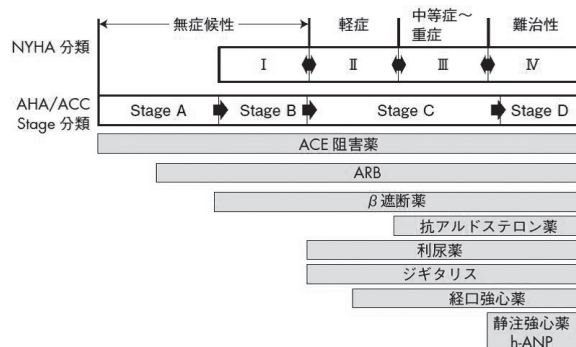 無症候性 軽症 中等症〜重症 難治性
NYHA 分類
Ⅰ Ⅱ Ⅲ Ⅳ
AHA/ACC
Stage 分類
Stage A Stage B Stage C Stage D
ACE 阻害薬
ARB
β遮断薬
抗アルドステロン薬
利尿薬
ジギタリス
経口強心薬
静注強心薬
h-ANP